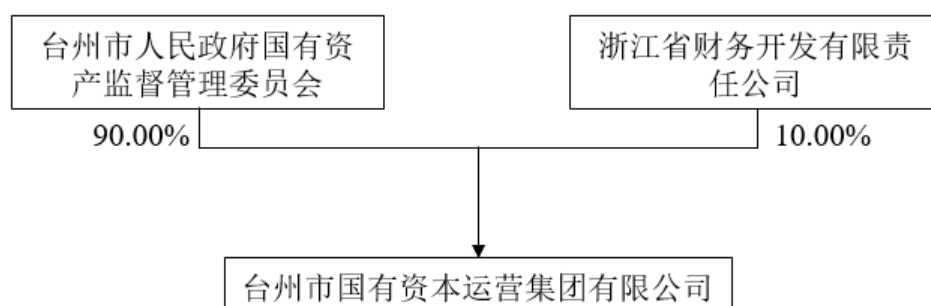 台州市人民政府国有资
产监督管理委员会
浙江省财务开发有限责
任公司
90.00%
10.00%
台州市国有资本运营集团有限公司